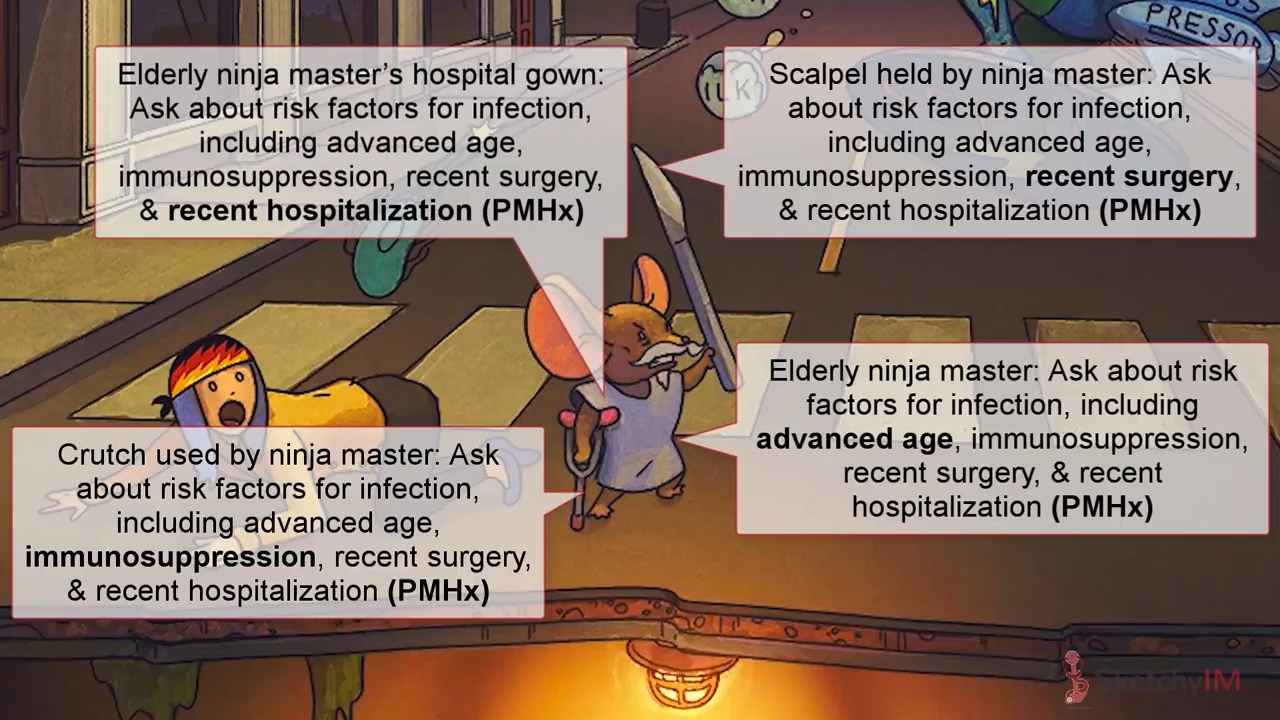 Elderly ninja master's hospital gown:
Ask about risk factors for infection,
including advanced age,
immunosuppression, recent surgery,
& recent hospitalization (PMHx)
Scalpel held by ninja master: Ask
about risk factors for infection,
including advanced age,
immunosuppression, recent surgery,
& recent hospitalization (PMHx)
Crutch used by ninja master: Ask
about risk factors for infection,
including advanced age,
immunosuppression, recent surgery,
& recent hospitalization (PMHx)
Elderly ninja master: Ask about risk
factors for infection, including
advanced age, immunosuppression,
recent surgery, & recent
hospitalization (PMHx)
PRESSOR
SketchyIM